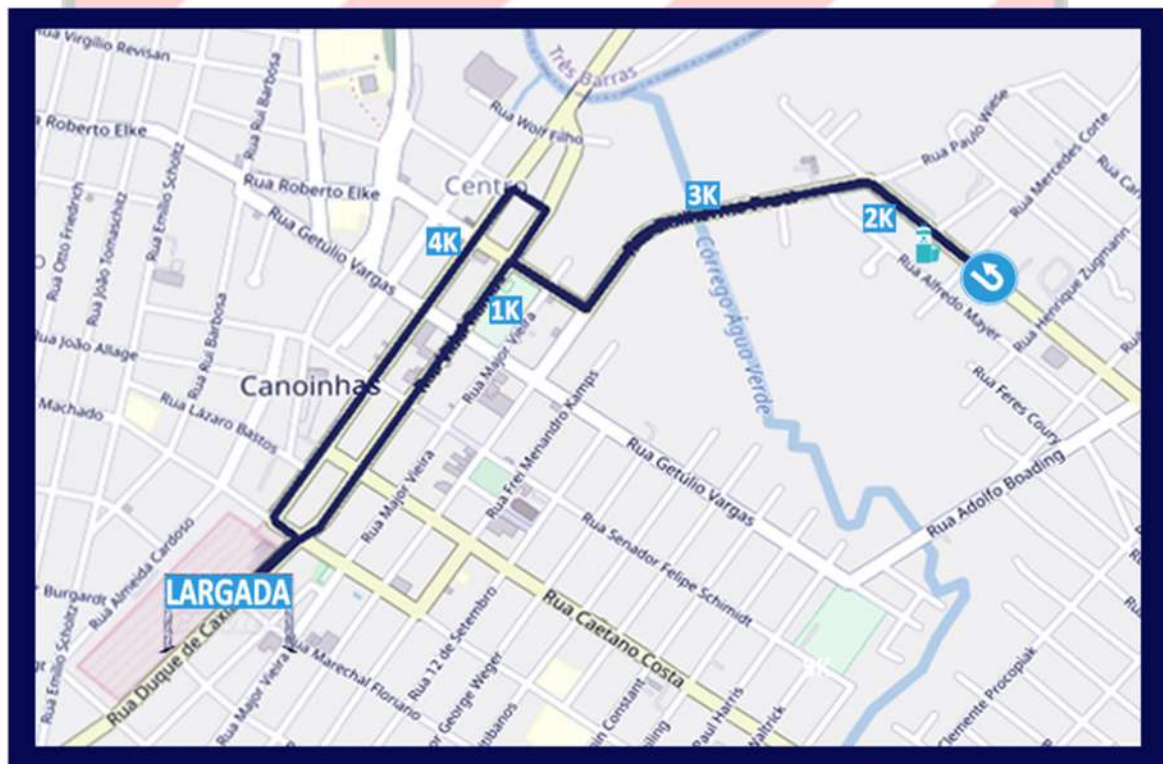 Rua Virgílio Revisan
Três Barras
Rua Wolf Filho
Roberto Elke
Rua Rui Barbosa
Rua Paulo Wiese
Rua Mercedes Corte
Rua Emílio Scholtz
Rua Roberto Elke
Centro
3K
Rua Otto Friedrich
Rua João Tomaschitz
Rua Getúlio Vargas
4K
2K
Rua Henrique Zugmann
Rua Alfredo Mayer
Córrego Água Verde
1K
Rua Major Vieira
Rua João Allage
Rua Rui Barbosa
Canoinhas
Rua Feres Coury
Machado
Rua Lázaro Bastos
Rua Frei Menandro Kamps
Rua Getúlio Vargas
Rua Major Vieira
Rua Adolfo Boading
Rua Almeida Cardoso
Rua Senador Felipe Schimidt
LARGADA
Burgardt
Rua Caetano Costa
Rua Emílio Scholtz
Rua Duque de Caxi
Rua Major Vieira
Rua Marechal Floriano
Rua 12 de Setembro
or George Weger
9K
Paul Harris
Clemente Procopiak